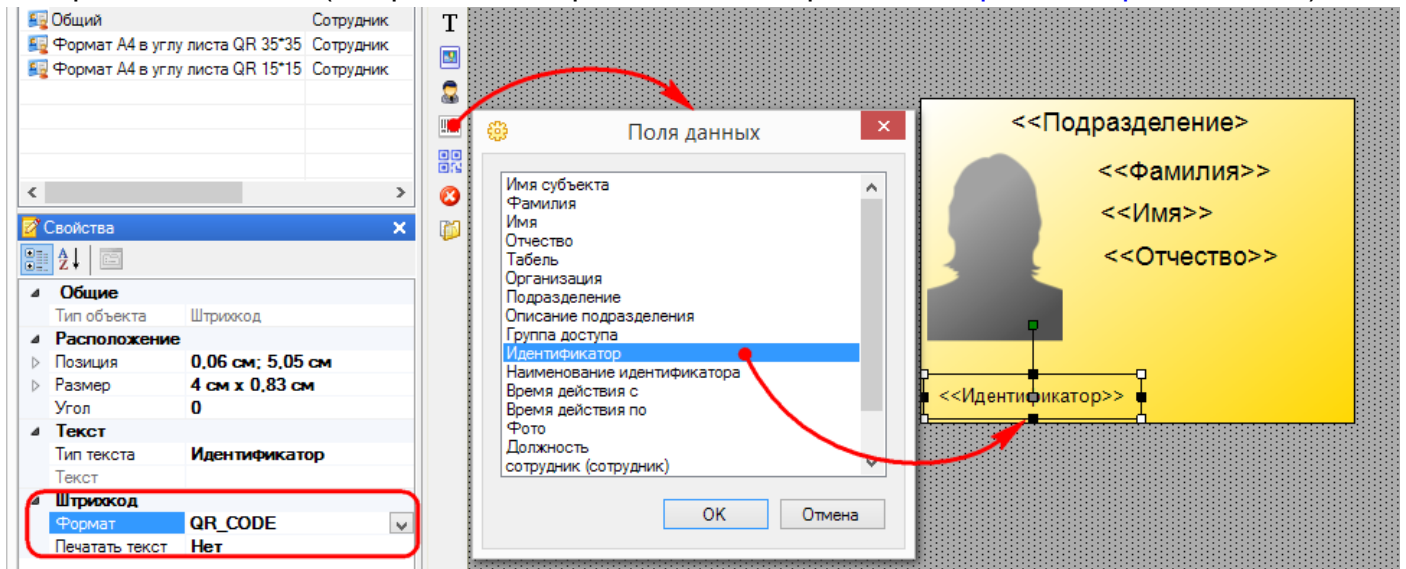 Общий Сотрудник
Формат А4 в углу листа QR 35*35 Сотрудник
Формат А4 в углу листа QR 15*15 Сотрудник
Свойства
Общие
Тип объекта Штрихкод
Расположение
Позиция 0,06 см; 5,05 см
Размер 4 см x 0,83 см
Угол 0
Текст
Тип текста Идентификатор
Текст
Штрихкод
Формат QR_CODE
Печатать текст Нет
T
Поля данных
Имя субъекта
Фамилия
Имя
Отчество
Табель
Организация
Подразделение
Описание подразделения
Группа доступа
Идентификатор
Наименование идентификатора
Время действия с
Время действия по
Фото
Должность
сотрудник (сотрудник)
OK Отмена
<<Подразделение>
<<Фамилия>>
<<Имя>>
<<Отчество>>
<<Идентификатор>>